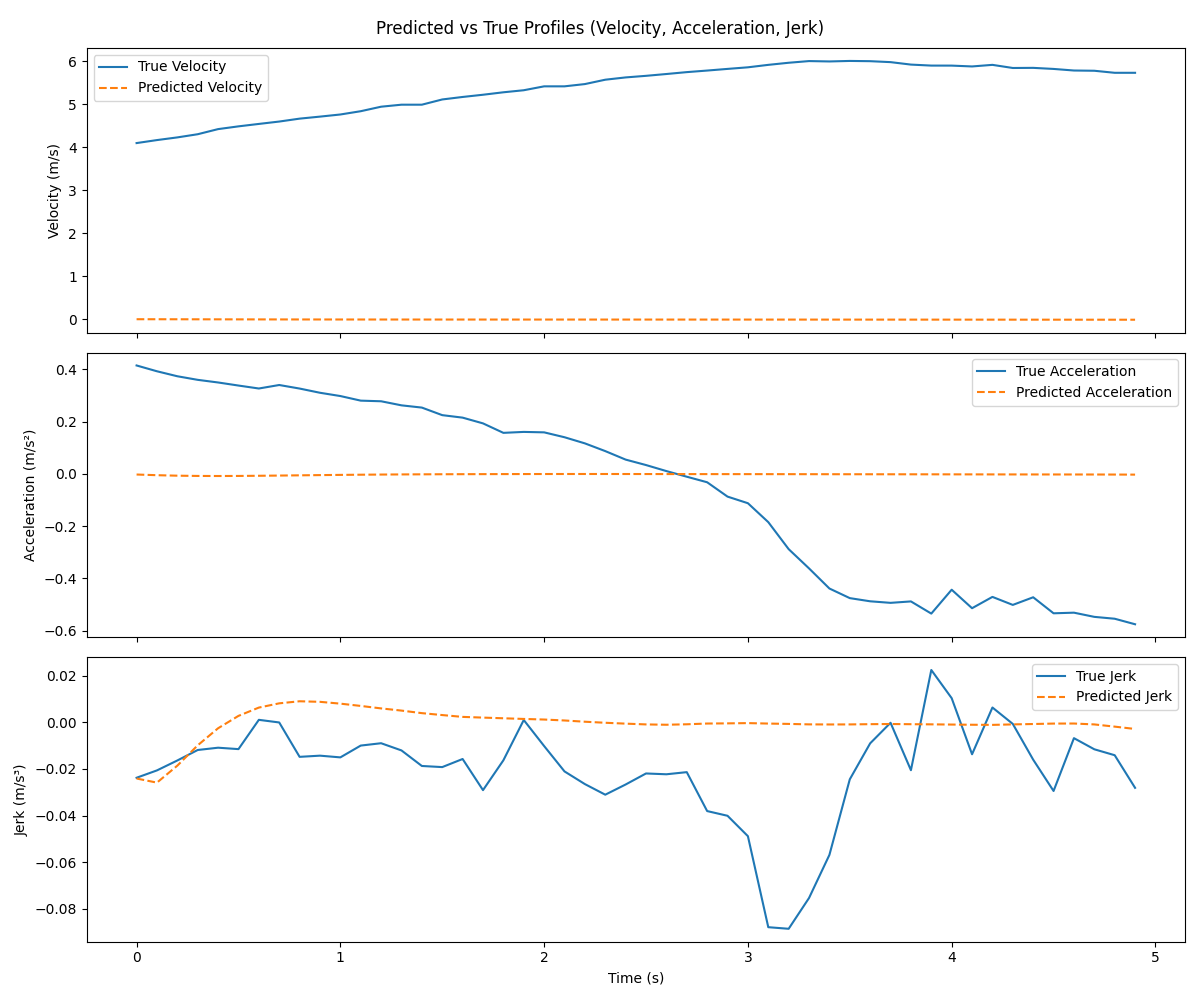 Predicted vs True Profiles (Velocity, Acceleration, Jerk)
True Velocity
Predicted Velocity
Velocity (m/s)
6
5
4
3
2
1
0
True Acceleration
Predicted Acceleration
Acceleration (m/s²)
0.4
0.2
0.0
−0.2
−0.4
−0.6
True Jerk
Predicted Jerk
Jerk (m/s³)
0.02
0.00
−0.02
−0.04
−0.06
−0.08
0 1 2 3 4 5
Time (s)